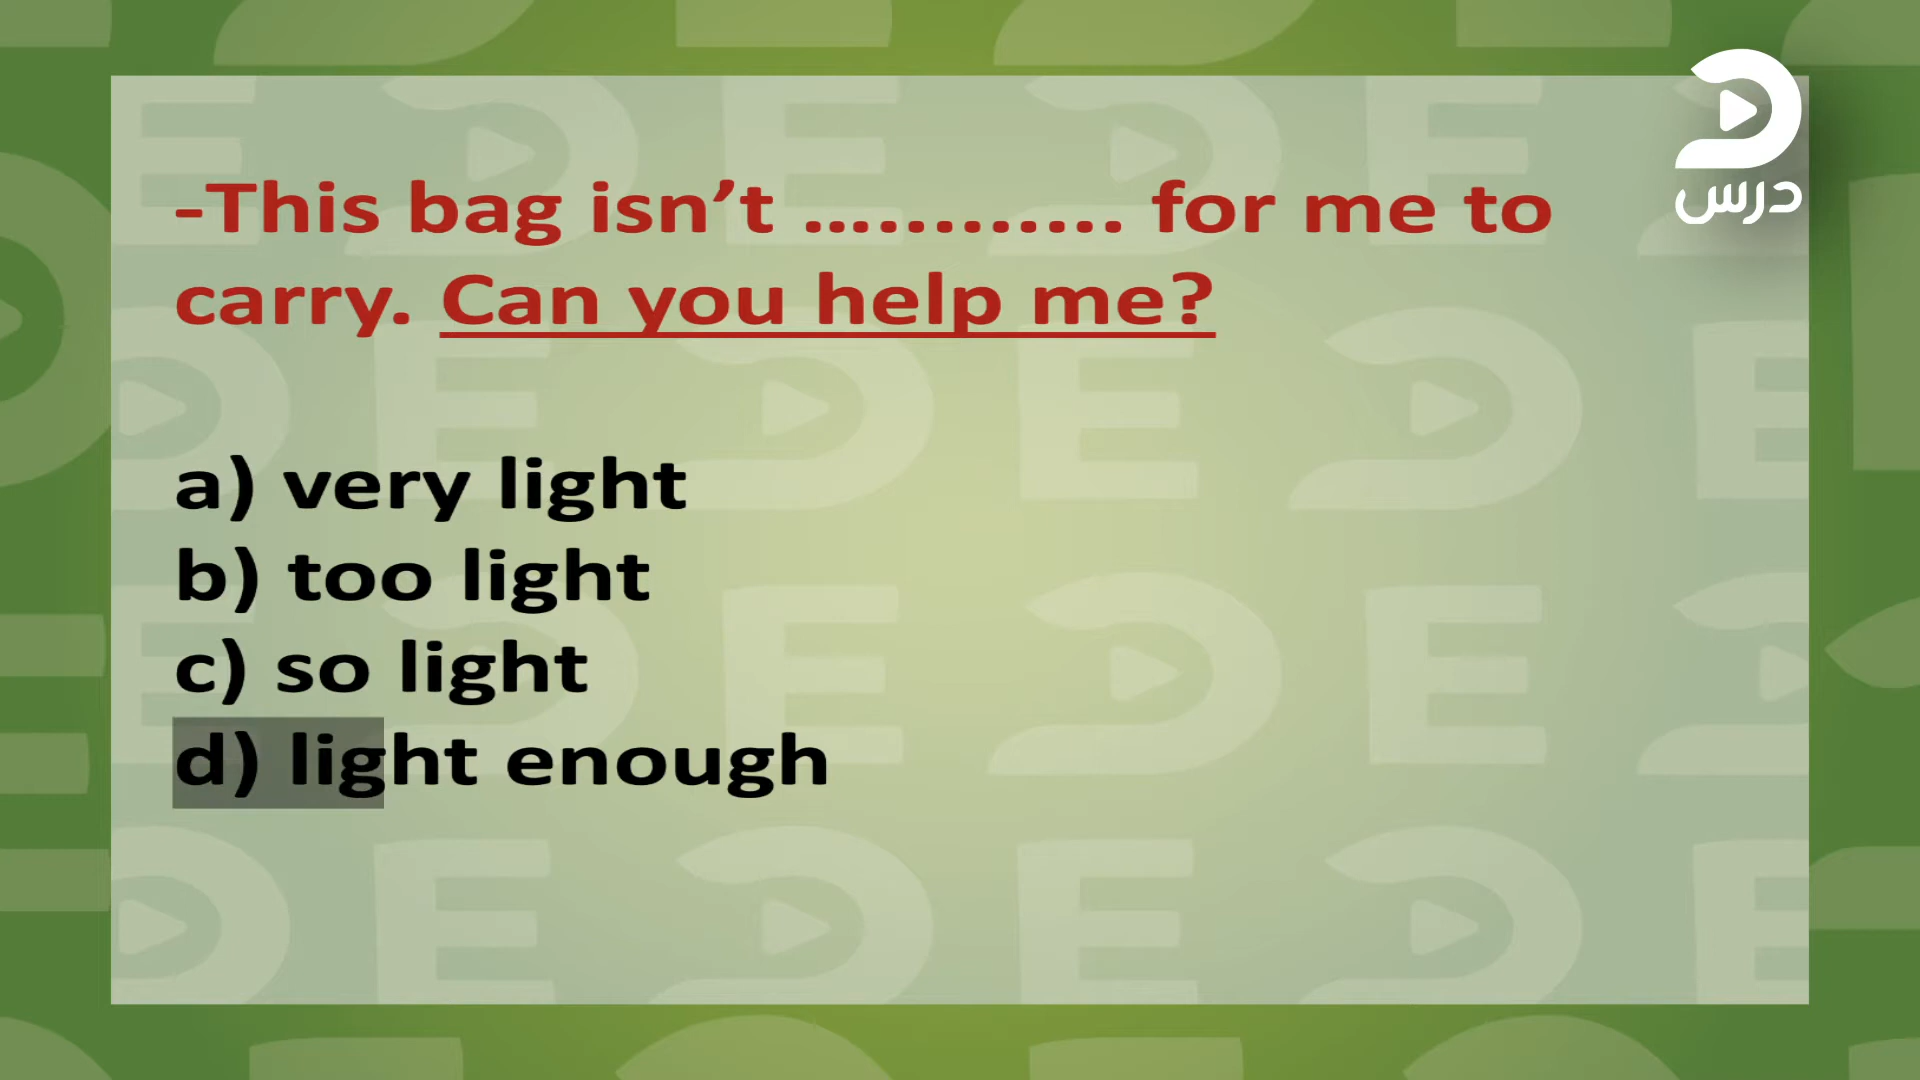 درس
-This bag isn’t ............ for me to
carry. Can you help me?
a) very light
b) too light
c) so light
d) light enough